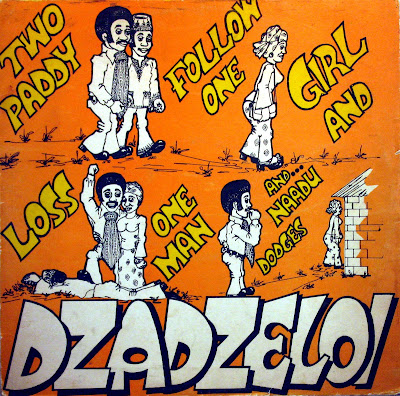 TWO
PADDY
FOLLOW
ONE
GIRL
AND
LOSS
ONE
MAN
AND...
NAADU
DODGES
DZADZELOI